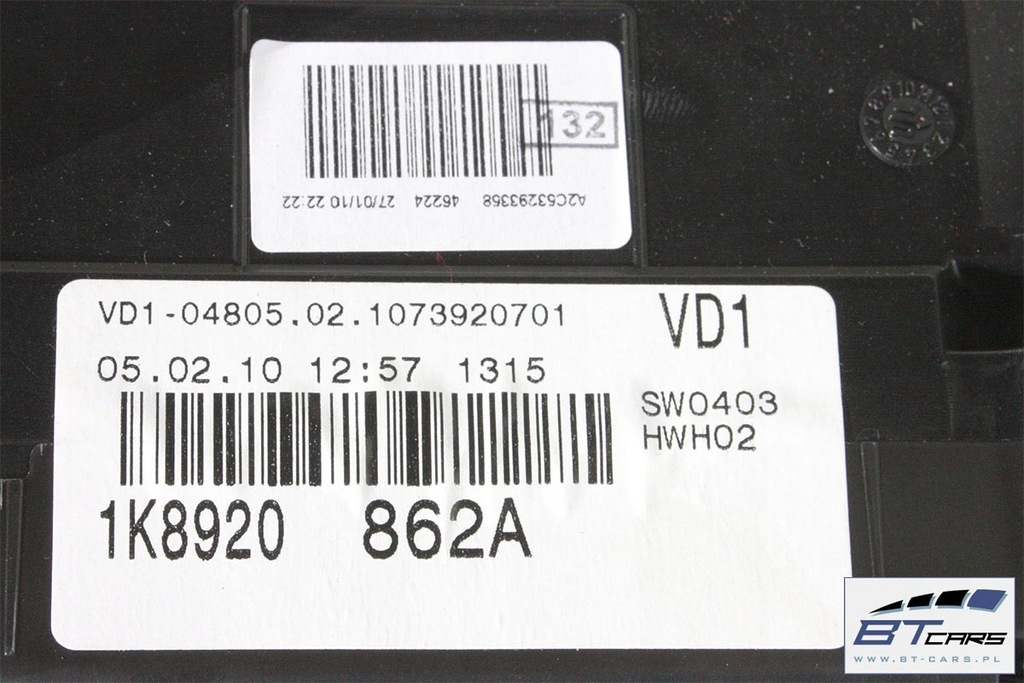 132
A2C53293368 46224 27/01/10 22:22
VD1-04805.02.1073920701
VD1
05.02.10 12:57 1315
SW0403
HWH02
1K8920 862A
BT CARS
WWW.BT-CARS.PL